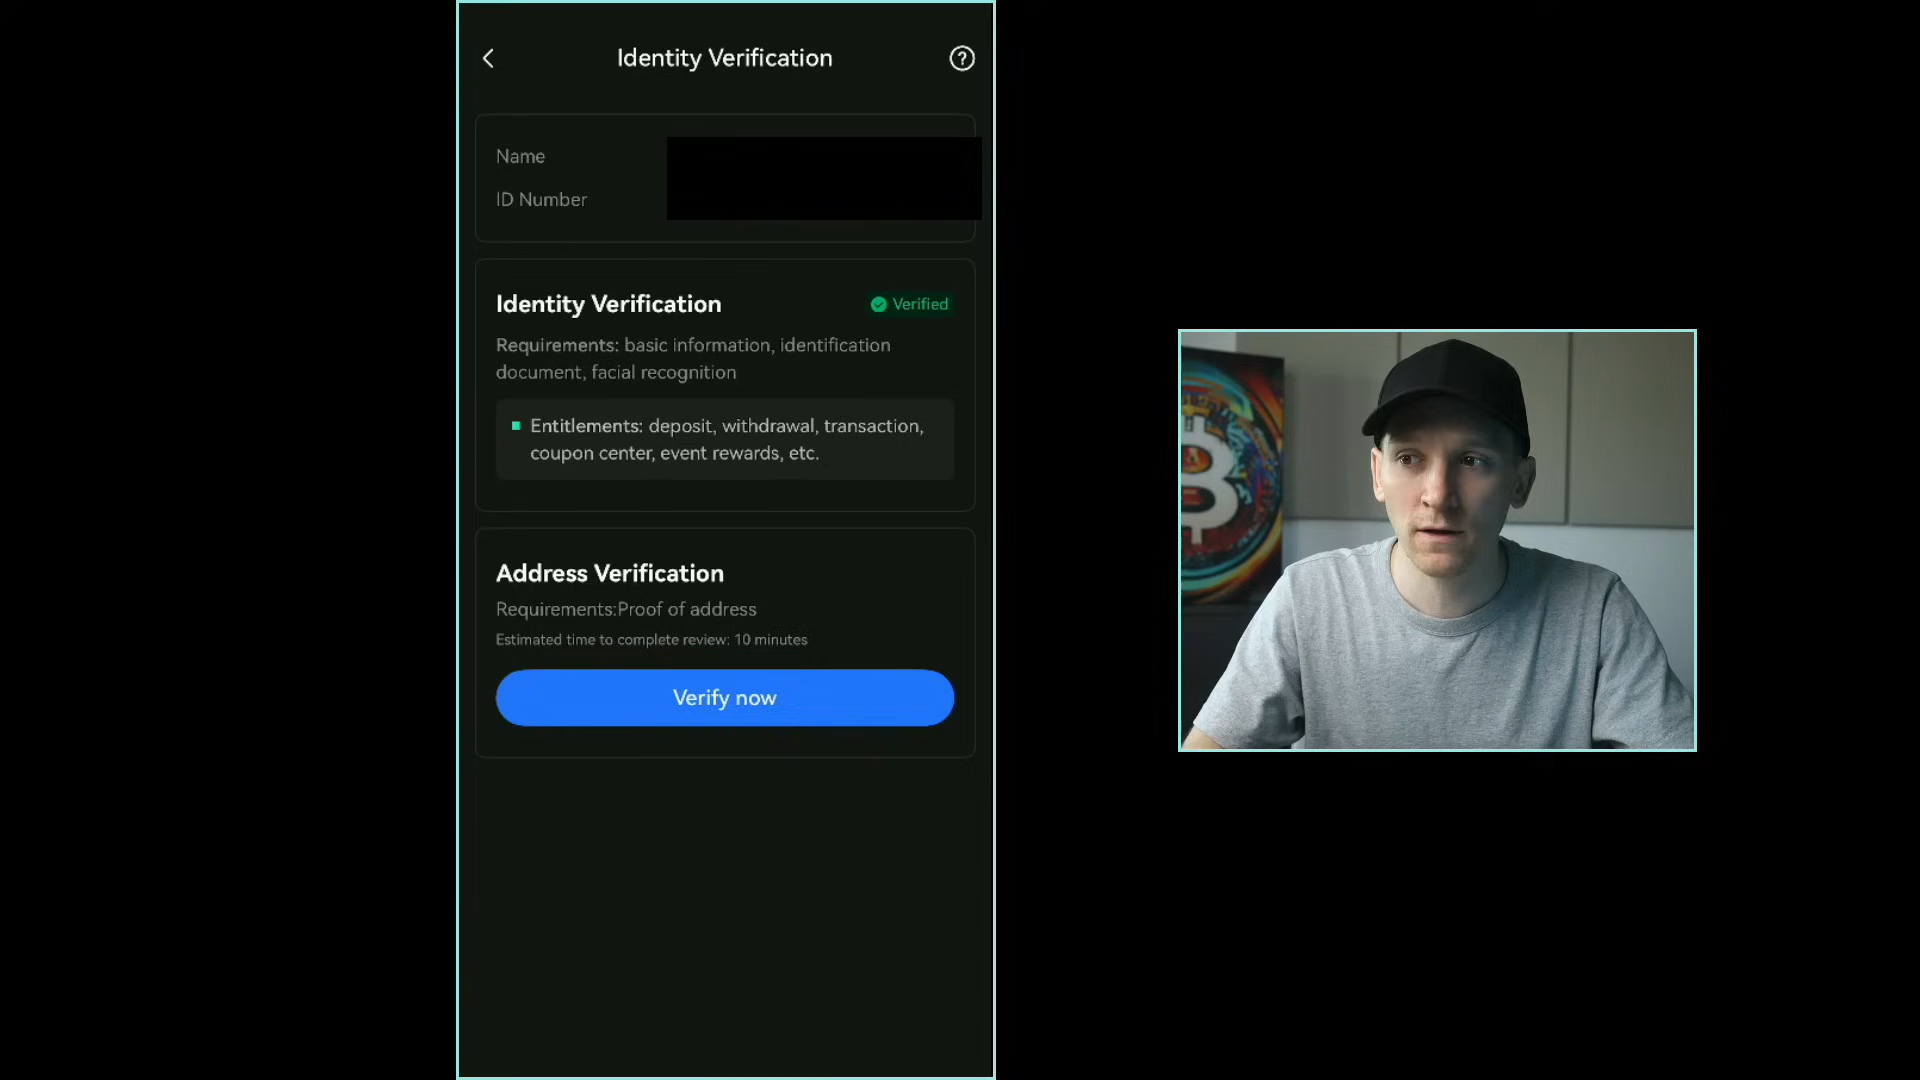 Identity Verification
Name
ID Number
Identity Verification
Verified
Requirements: basic information, identification
document, facial recognition
Entitlements: deposit, withdrawal, transaction,
coupon center, event rewards, etc.
Address Verification
Requirements:Proof of address
Estimated time to complete review: 10 minutes
Verify now